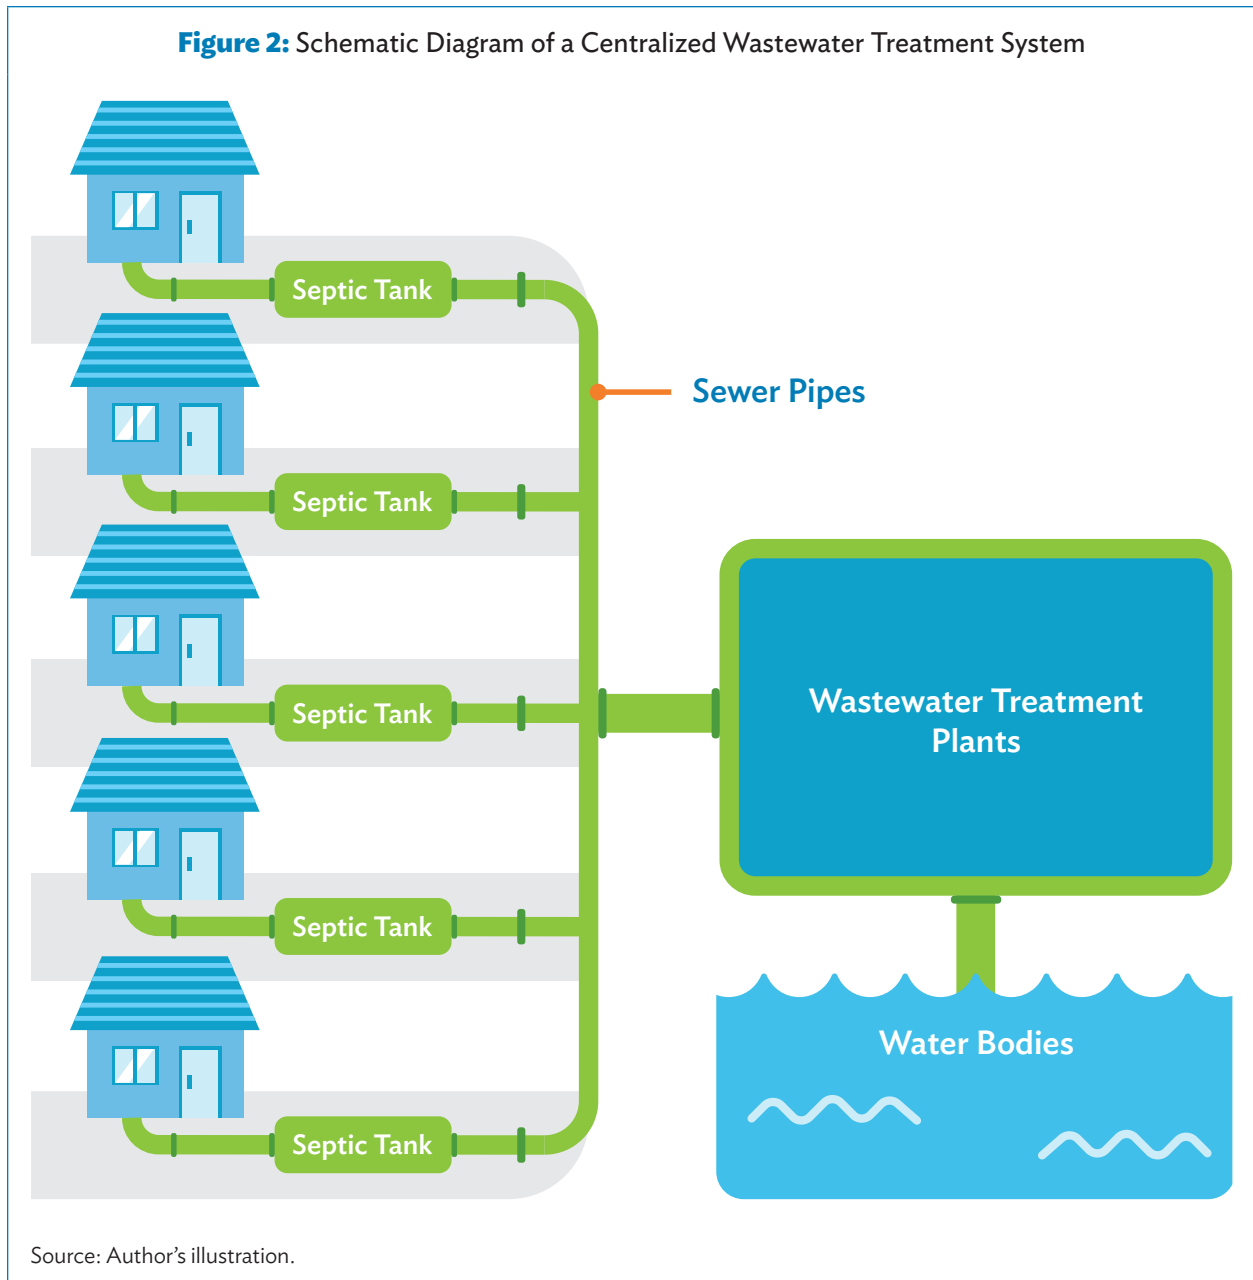 Figure 2: Schematic Diagram of a Centralized Wastewater Treatment System
Septic Tank
Sewer Pipes
Septic Tank
Septic Tank
Wastewater Treatment
Plants
Septic Tank
Water Bodies
Septic Tank
Source: Author’s illustration.